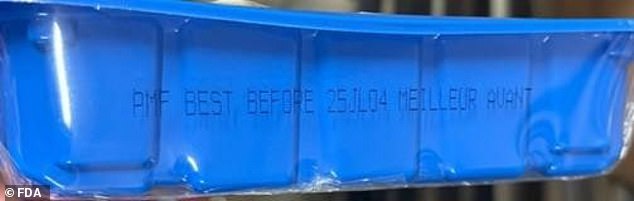 PMF BEST BEFORE 25JL04 MEILLEUR AVANT
© FDA